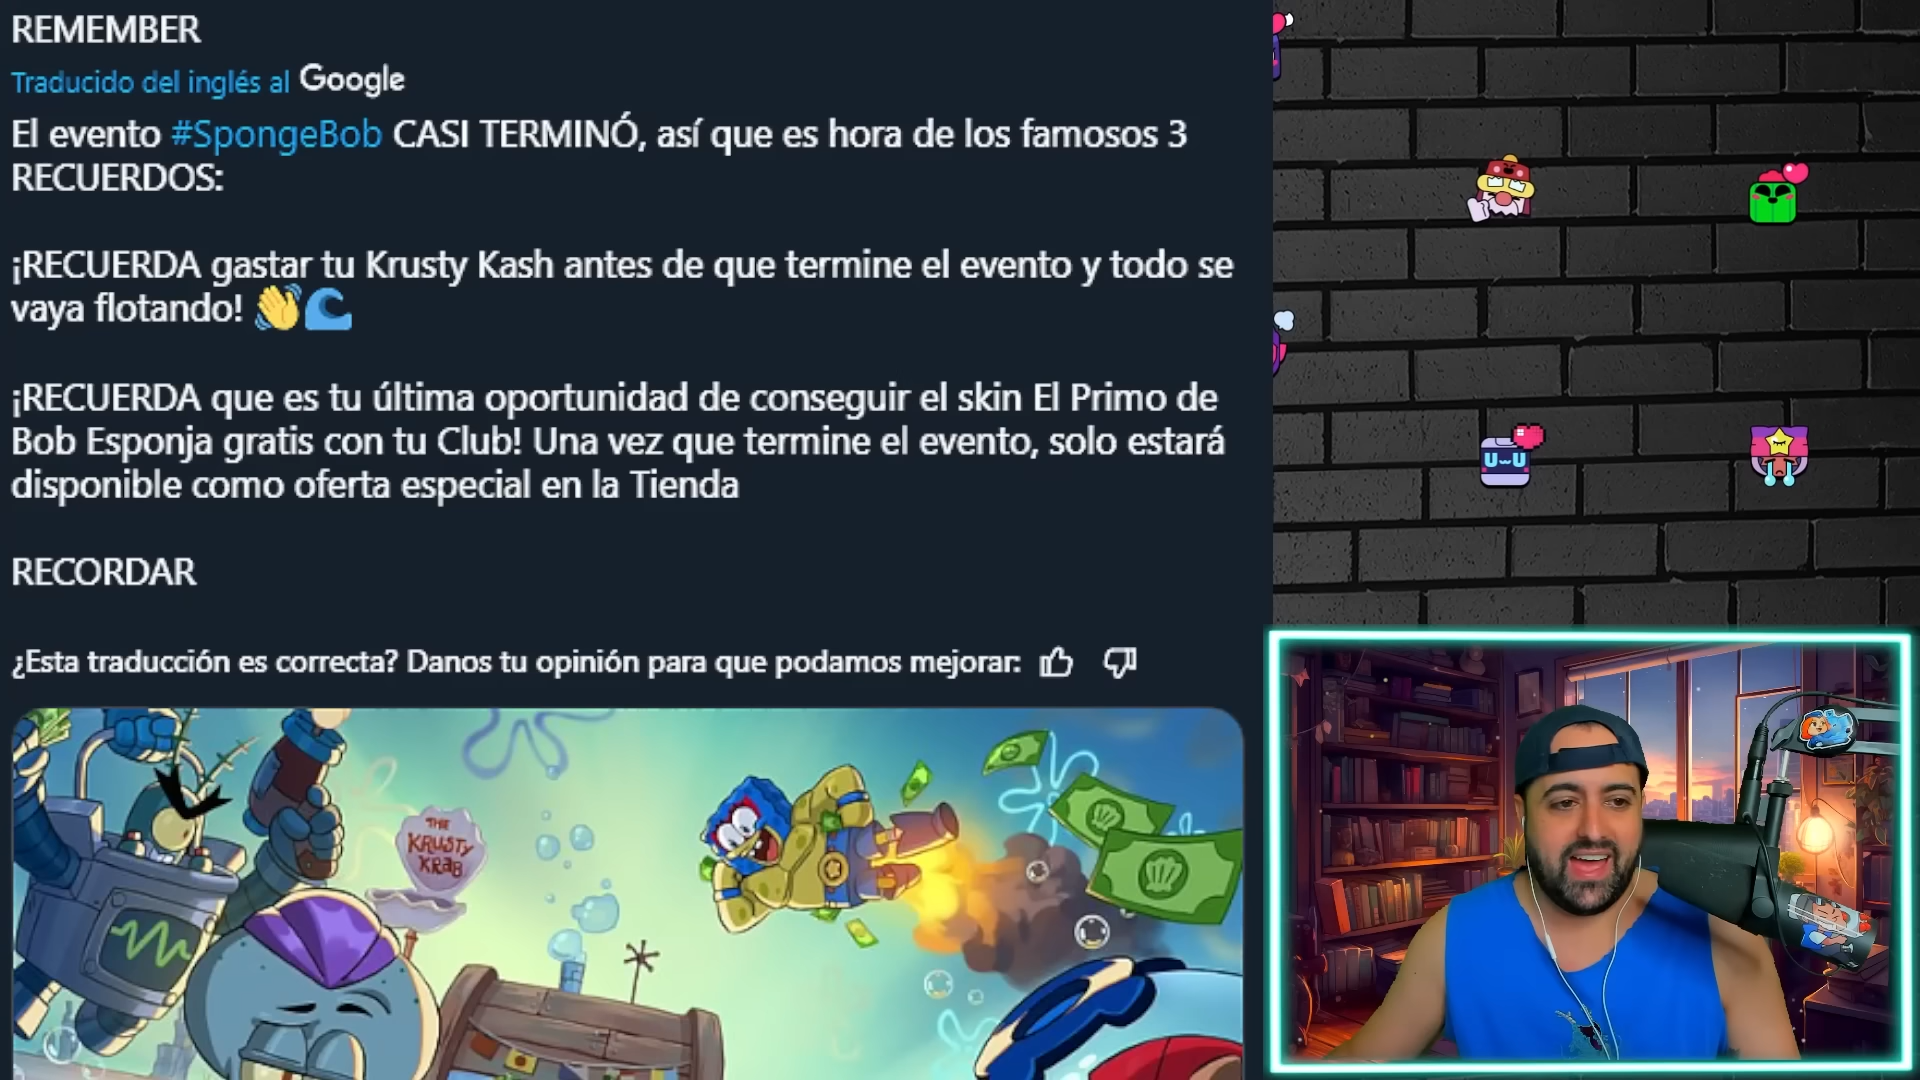 REMEMBER
Traducido del inglés al Google
El evento #SpongeBob CASI TERMINÓ, así que es hora de los famosos 3
RECUERDOS:
¡RECUERDA gastar tu Krusty Kash antes de que termine el evento y todo se
vaya flotando! 👋🌊
¡RECUERDA que es tu última oportunidad de conseguir el skin El Primo de
Bob Esponja gratis con tu Club! Una vez que termine el evento, solo estará
disponible como oferta especial en la Tienda
RECORDAR
¿Esta traducción es correcta? Danos tu opinión para que podamos mejorar:
THE
KRUSTY
KRAB
U~U